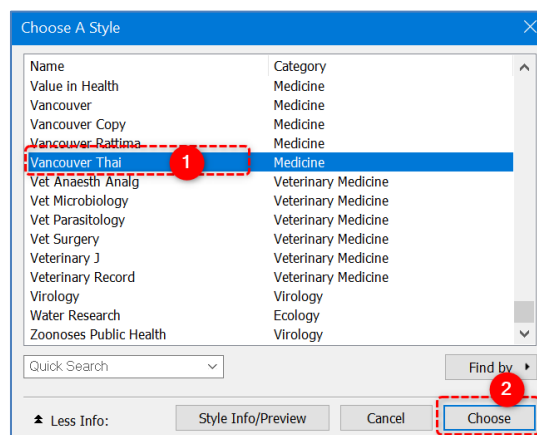 Choose A Style
Name Category
Value in Health Medicine
Vancouver Medicine
Vancouver Copy Medicine
Vancouver Rattima Medicine
Vancouver Thai 1 Medicine
Vet Anaesth Analg Veterinary Medicine
Vet Microbiology Veterinary Medicine
Vet Parasitology Veterinary Medicine
Vet Surgery Veterinary Medicine
Veterinary J Veterinary Medicine
Veterinary Record Veterinary Medicine
Virology Virology
Water Research Ecology
Zoonoses Public Health Virology
Quick Search Find by
2
Less Info: Style Info/Preview Cancel Choose